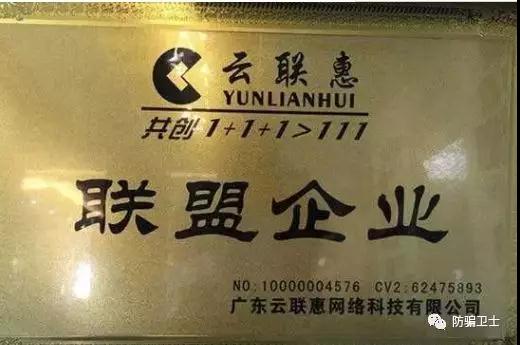 云联惠
YUNLIANHUI
共创1+1+1>111
联盟企业
NO:10000004576 CV2:62475893
广东云联惠网络科技有限公司
防骗卫士